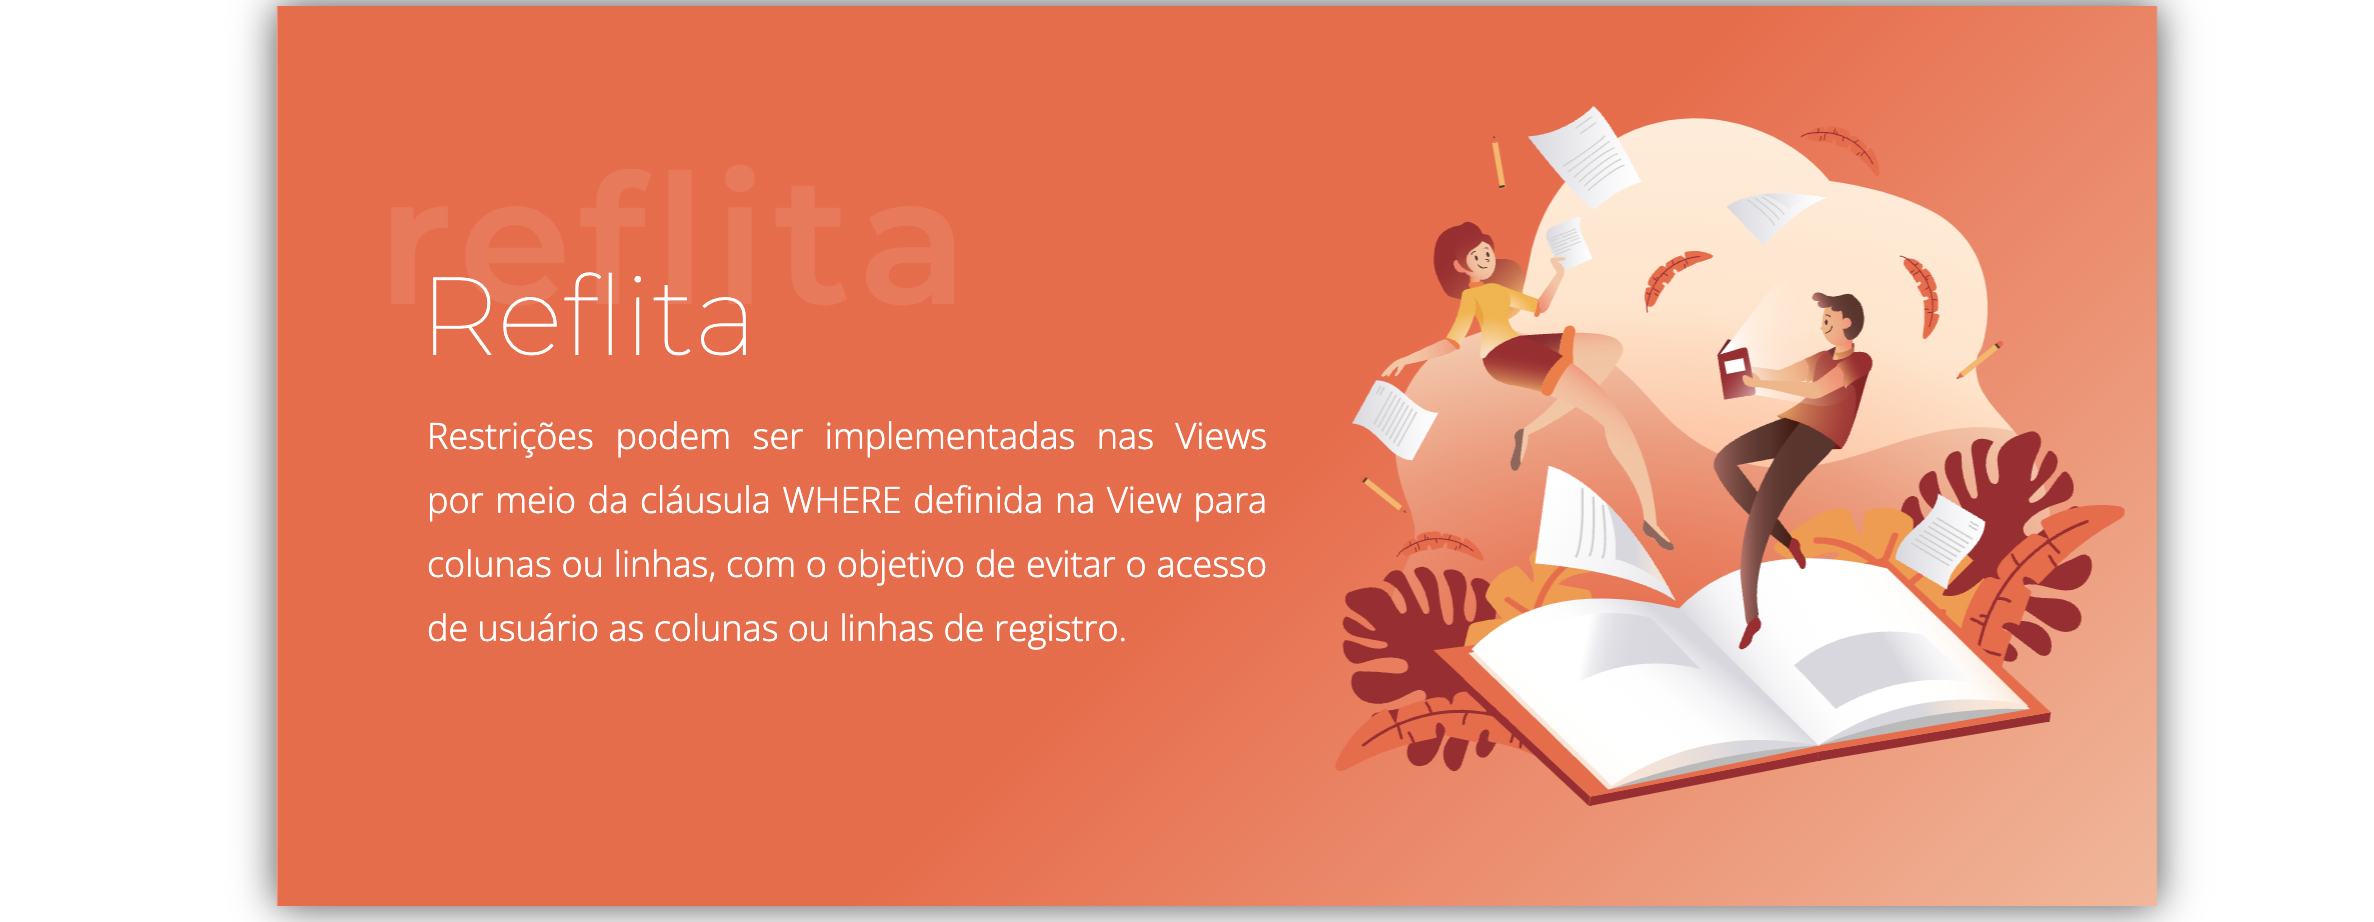 reflita
Reflita
Restrições podem ser implementadas nas Views
por meio da cláusula WHERE definida na View para
colunas ou linhas, com o objetivo de evitar o acesso
de usuário as colunas ou linhas de registro.